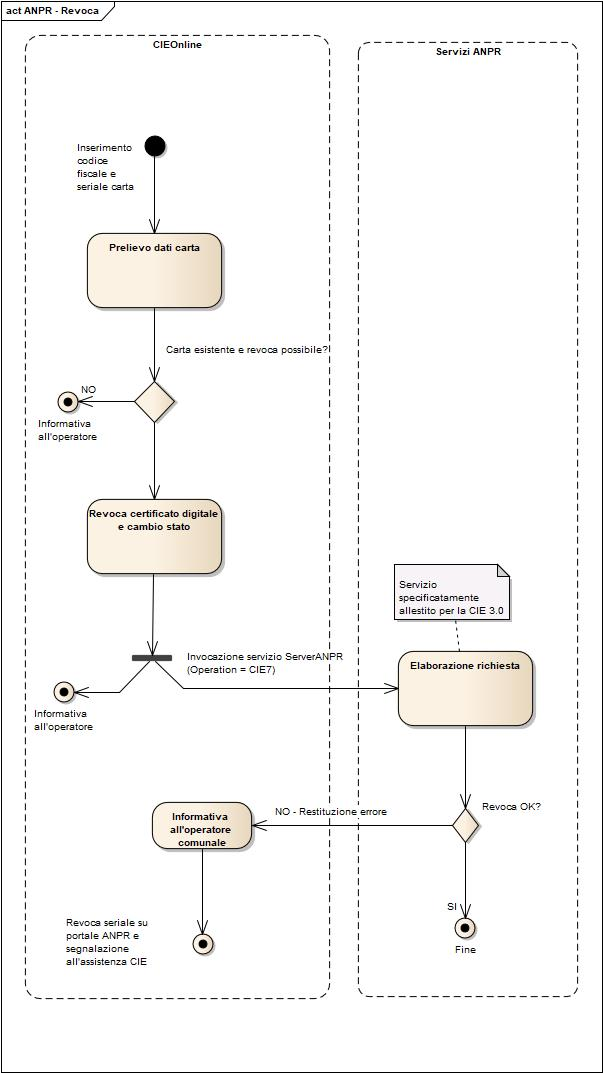 act ANPR - Revoca
CIEOnline
Servizi ANPR
Inserimento
codice
fiscale e
seriale carta
Prelievo dati carta
Carta esistente e revoca possibile?
NO
Informativa
all'operatore
Revoca certificato digitale
e cambio stato
Servizio
specificatamente
allestito per la CIE 3.0
Invocazione servizio ServerANPR
(Operation = CIE7)
Elaborazione richiesta
Informativa
all'operatore
Revoca OK?
NO - Restituzione errore
Informativa
all'operatore
comunale
SI
Fine
Revoca seriale su
portale ANPR e
segnalazione
all'assistenza CIE